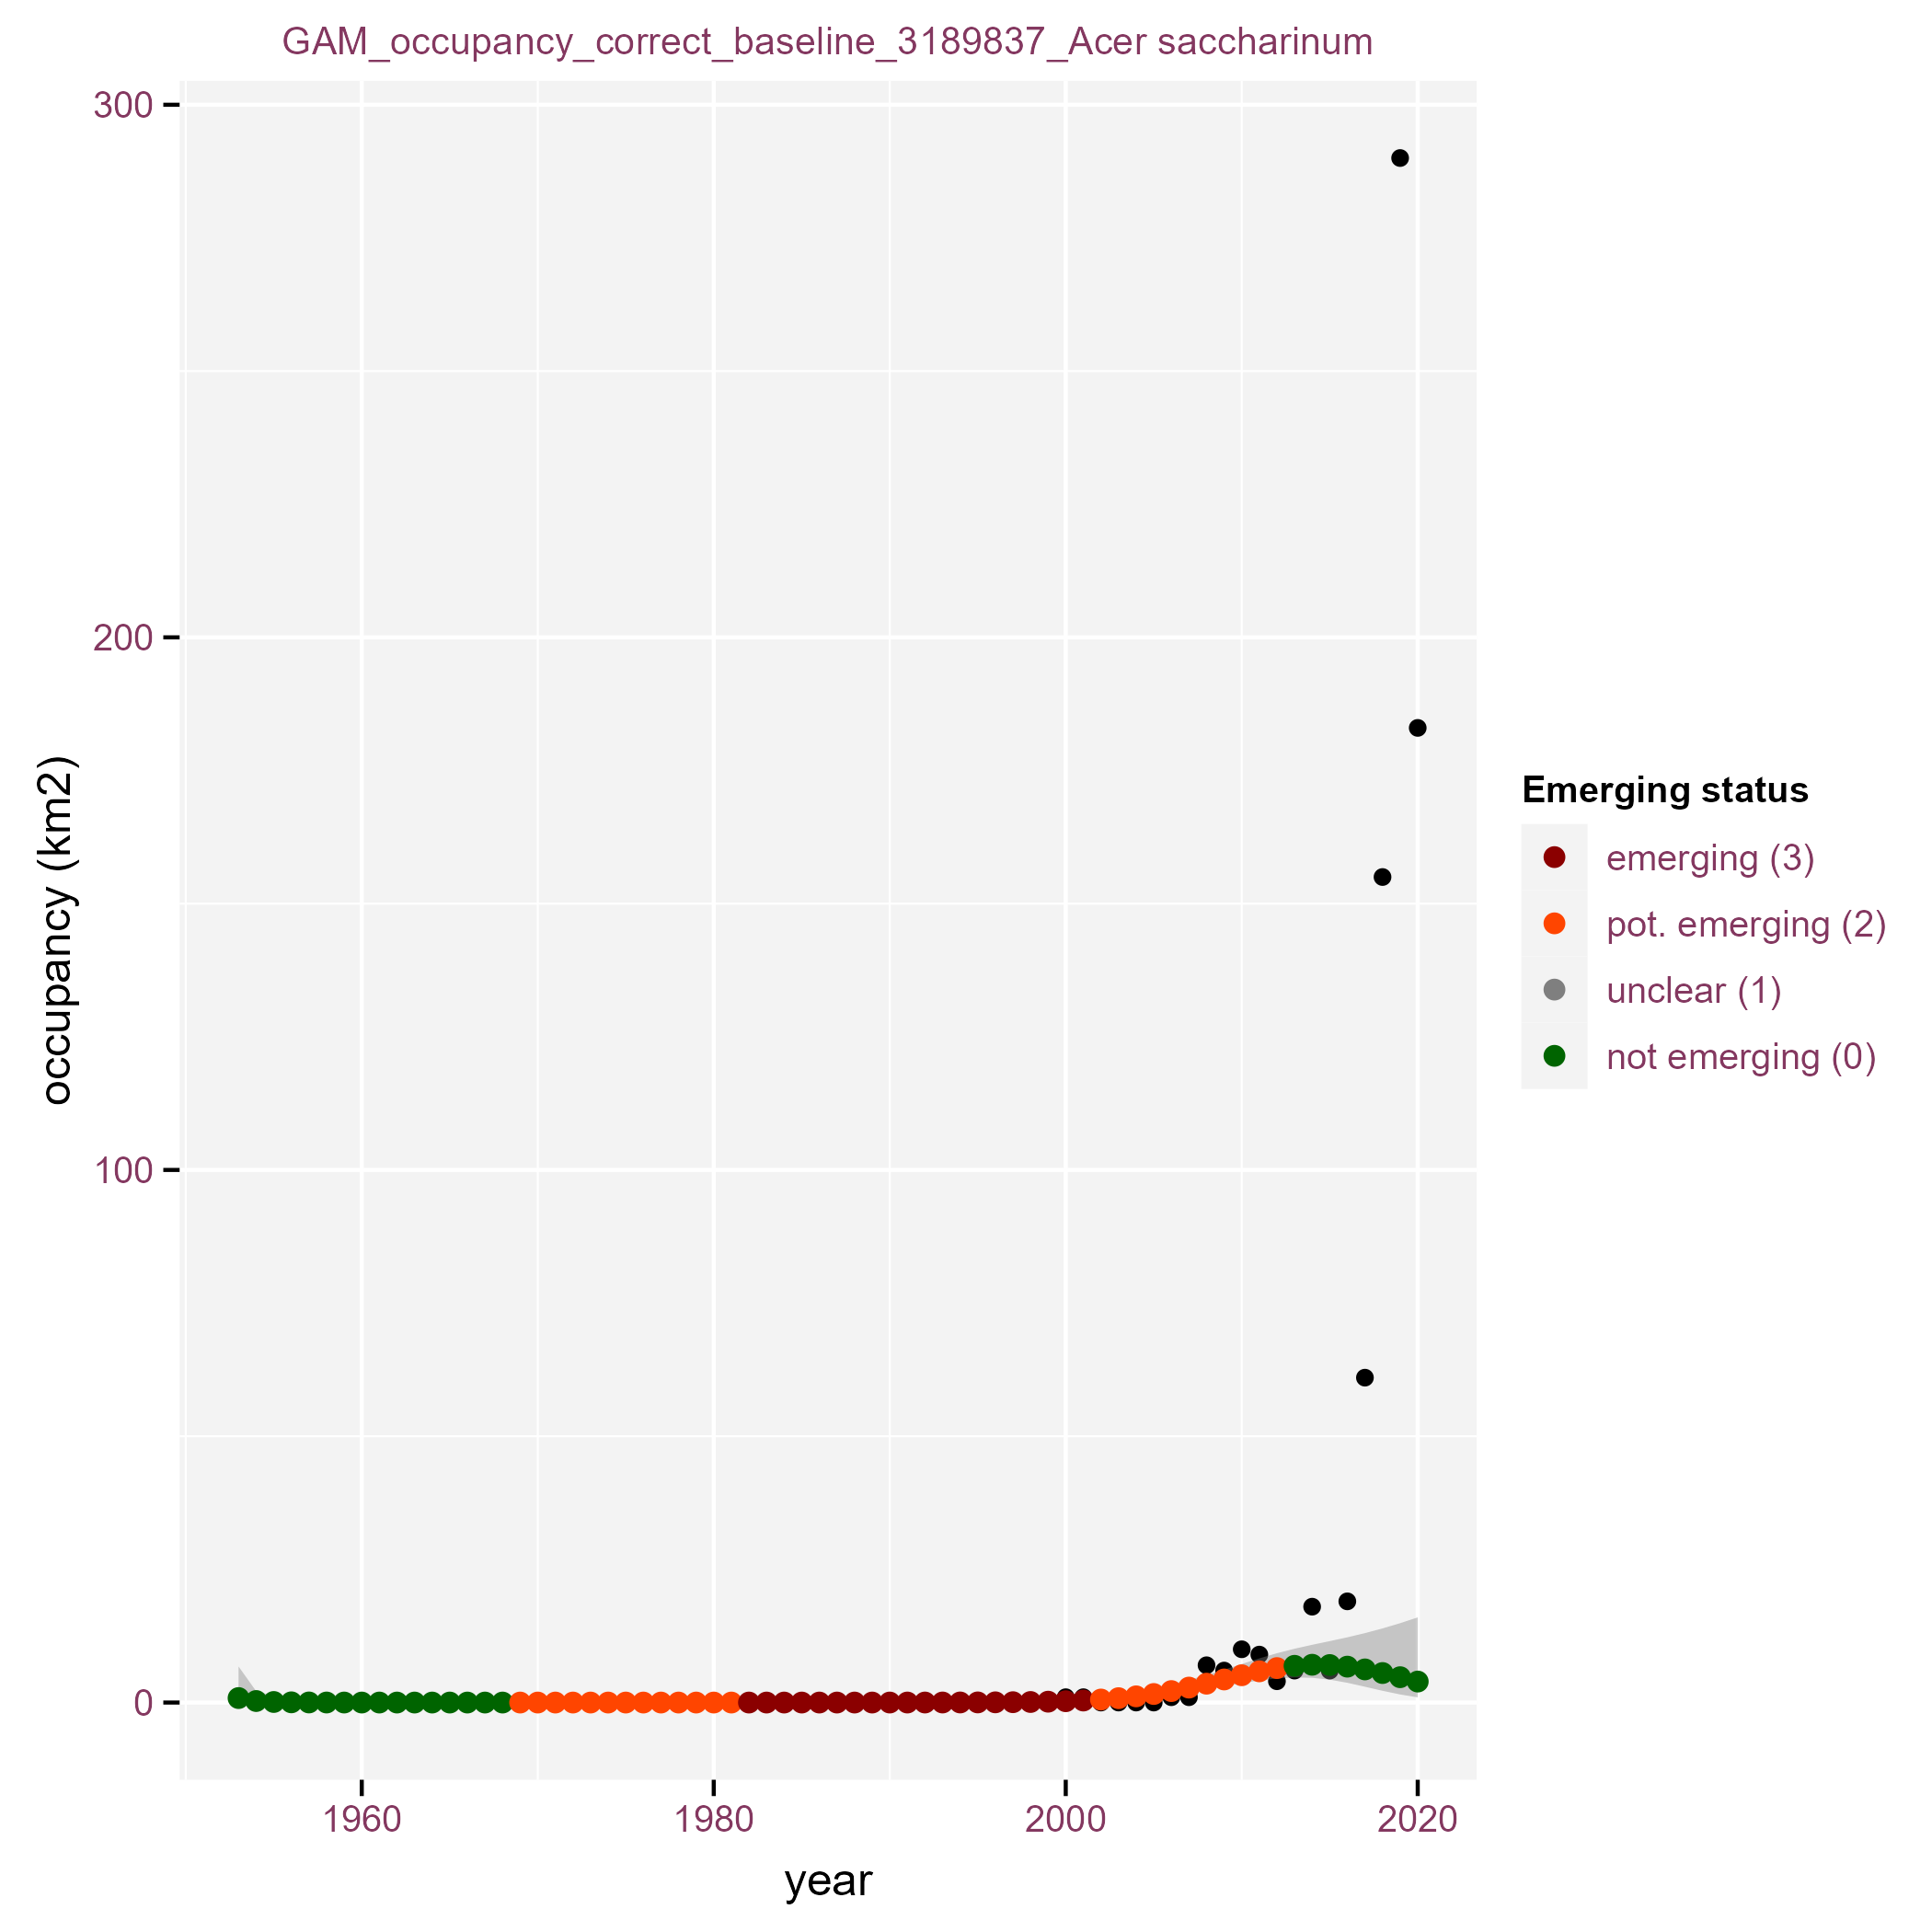 GAM_occupancy_correct_baseline_3189837_Acer saccharinum
300
200
100
0
occupancy (km2)
1960
1980
2000
2020
year
Emerging status
emerging (3)
pot. emerging (2)
unclear (1)
not emerging (0)